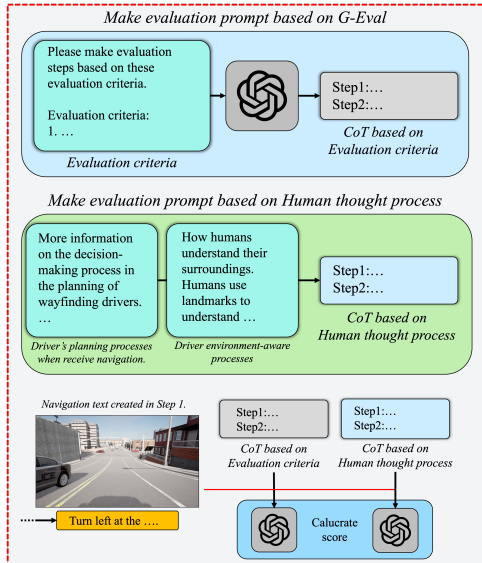 Make evaluation prompt based on G-Eval
Please make evaluation
steps based on these
evaluation criteria.
Evaluation criteria:
1. …
Evaluation criteria
Step1:…
Step2:…
CoT based on
Evaluation criteria
Make evaluation prompt based on Human thought process
More information
on the decision-
making process in
the planning of
wayfinding drivers.
…
Driver's planning processes
when receive navigation.
How humans
understand their
surroundings.
Humans use
landmarks to
understand …
Driver environment-aware
processes
Step1:…
Step2:…
CoT based on
Human thought process
Navigation text created in Step 1.
Turn left at the ….
Step1:…
Step2:…
CoT based on
Evaluation criteria
Step1:…
Step2:…
CoT based on
Human thought process
Calucrate
score